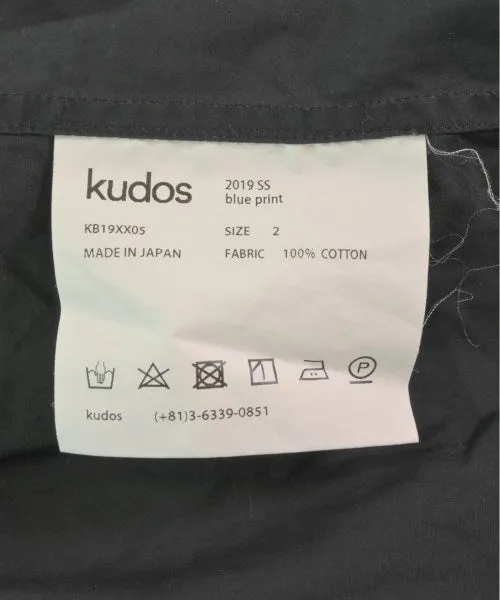 kudos
2019 SS
blue print
KB19XX05
SIZE 2
MADE IN JAPAN
FABRIC 100% COTTON
P
kudos (+81)3-6339-0851